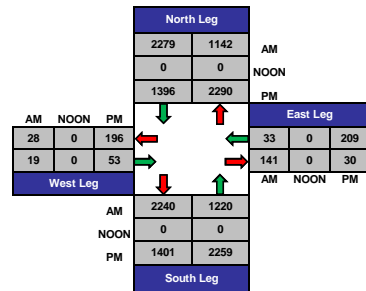 North Leg
2279 1142 AM
0 0 NOON
1396 2290 PM
East Leg
AM NOON PM
28 0 196
33 0 209
19 0 53
141 0 30
West Leg
AM NOON PM
AM 2240 1220
NOON 0 0
PM 1401 2259
South Leg